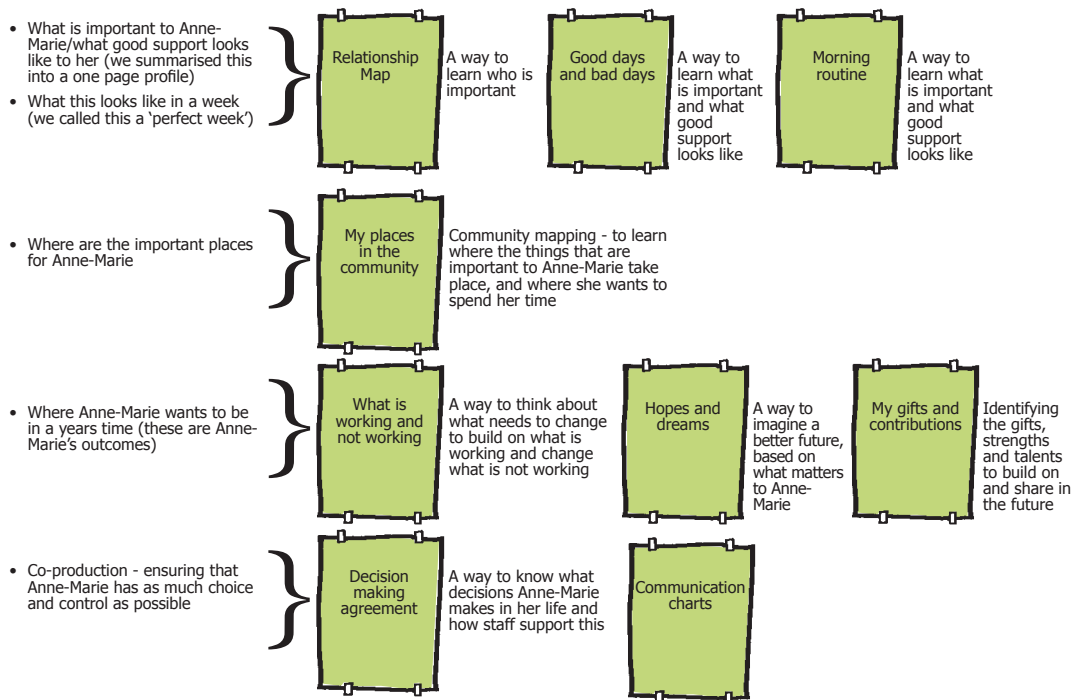 • What is important to Anne-
Marie/what good support looks
like to her (we summarised this
into a one page profile)
• What this looks like in a week
(we called this a ‘perfect week’)
Relationship
Map
A way to
learn who is
important
Good days
and bad days
A way to
learn what
is important
and what
good
support
looks like
Morning
routine
A way to
learn what
is important
and what
good
support
looks like
• Where are the important places
for Anne-Marie
My places
in the
community
Community mapping - to learn
where the things that are
important to Anne-Marie take
place, and where she wants to
spend her time
• Where Anne-Marie wants to be
in a years time (these are Anne-
Marie’s outcomes)
What is
working and
not working
A way to think about
what needs to change
to build on what is
working and change
what is not working
Hopes and
dreams
A way to
imagine a
better future,
based on
what matters
to Anne-
Marie
My gifts and
contributions
Identifying
the gifts,
strengths
and talents
to build on
and share in
the future
• Co-production - ensuring that
Anne-Marie has as much choice
and control as possible
Decision
making
agreement
A way to know what
decisions Anne-Marie
makes in her life and
how staff support this
Communication
charts